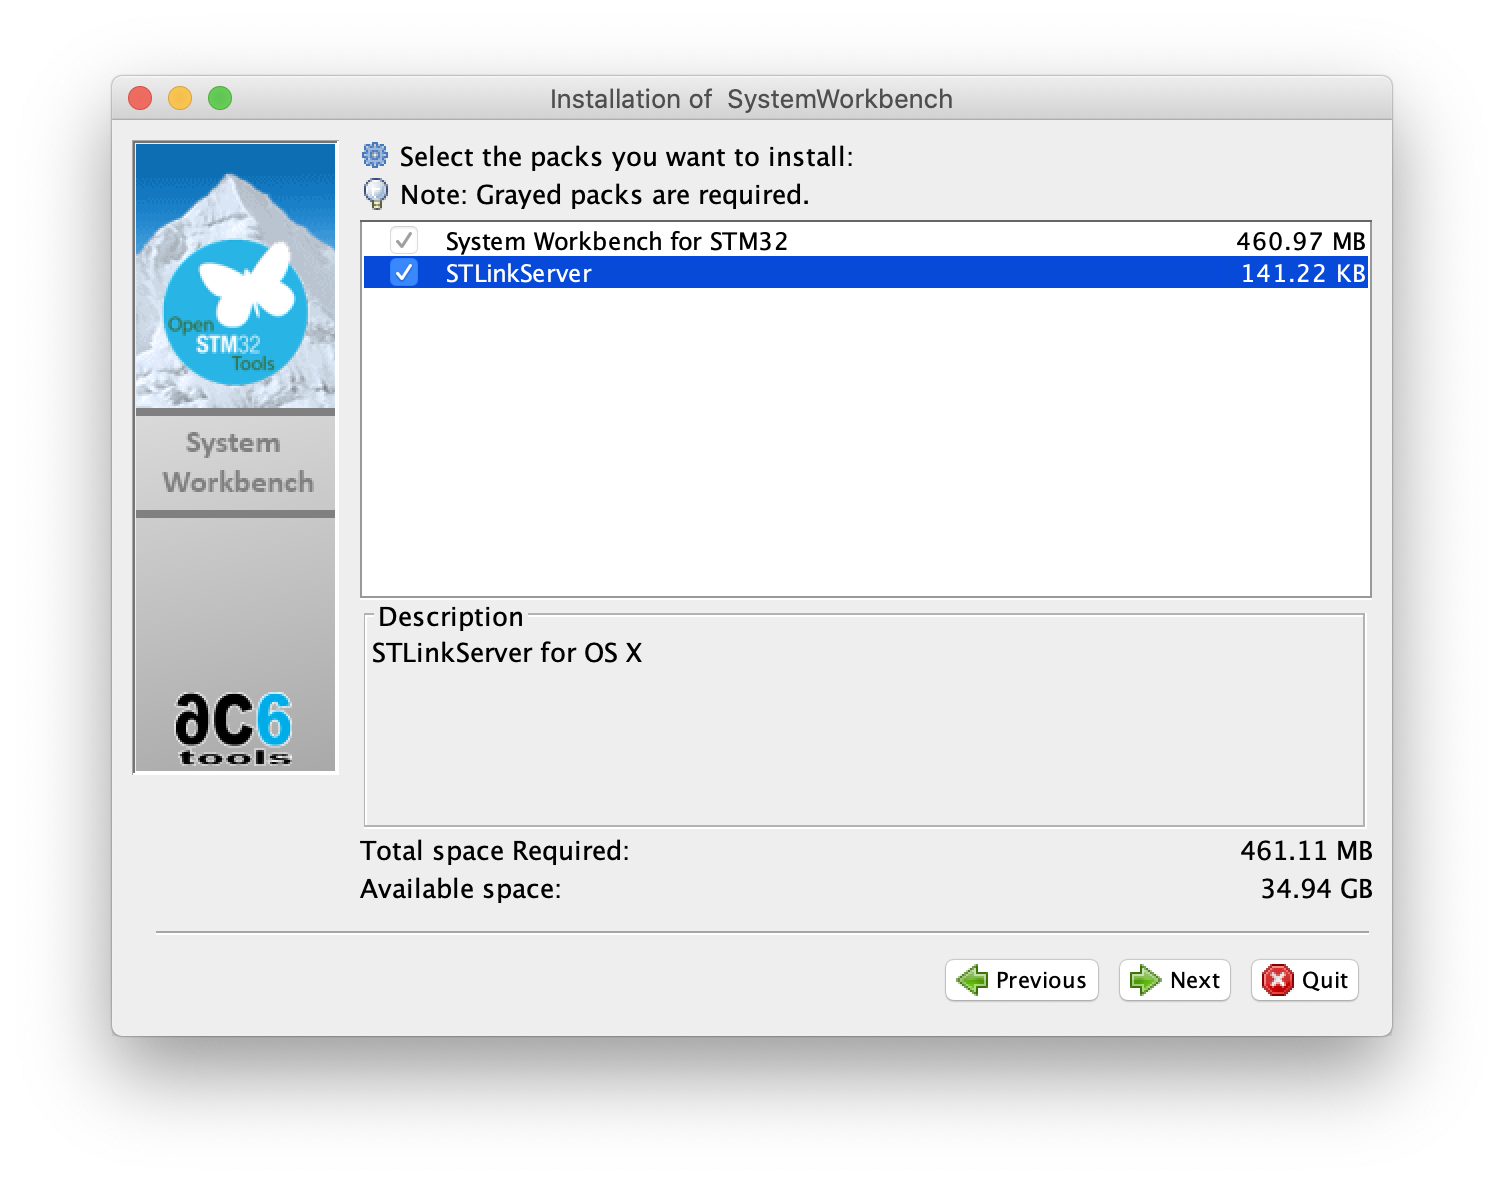 Installation of  SystemWorkbench
Open
STM32
Tools
System
Workbench
ac6
tools
Select the packs you want to install:
Note: Grayed packs are required.
System Workbench for STM32 460.97 MB
STLinkServer 141.22 KB
Description
STLinkServer for OS X
Total space Required: 461.11 MB
Available space: 34.94 GB
Previous Next Quit